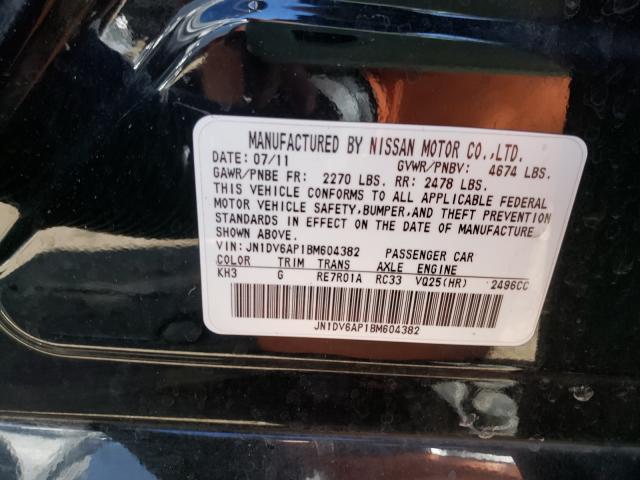 MANUFACTURED BY NISSAN MOTOR CO.,LTD.
DATE: 07/11 GVWR/PNBV: 4674 LBS.
GAWR/PNBE FR: 2270 LBS. RR: 2478 LBS.
THIS VEHICLE CONFORMS TO ALL APPLICABLE FEDERAL
MOTOR VEHICLE SAFETY, BUMPER, AND THEFT PREVENTION
STANDARDS IN EFFECT ON THE DATE OF MANUFACTURE
SHOWN ABOVE.
VIN: JN1DV6AP1BM604382 PASSENGER CAR
COLOR TRIM TRANS AXLE ENGINE
KH3 G RE7R01A RC33 VQ25(HR) 2496CC
JN1DV6AP1BM604382